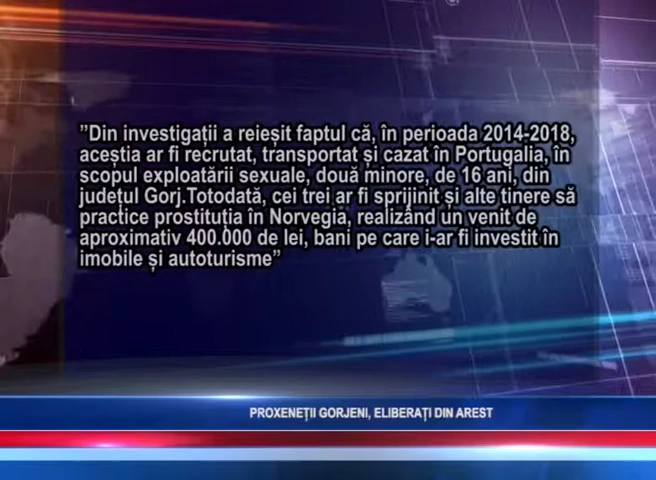 ”Din investigații a reieșit faptul că, în perioada 2014-2018,
aceștia ar fi recrutat, transportat și cazat în Portugalia, în
scopul exploatării sexuale, două minore, de 16 ani, din
județul Gorj.Totodată, cei trei ar fi sprijinit și alte tinere să
practice prostituția în Norvegia, realizând un venit de
aproximativ 400.000 de lei, bani pe care i-ar fi investit în
imobile și autoturisme”
PROXENEȚII GORJENI, ELIBERAȚI DIN AREST